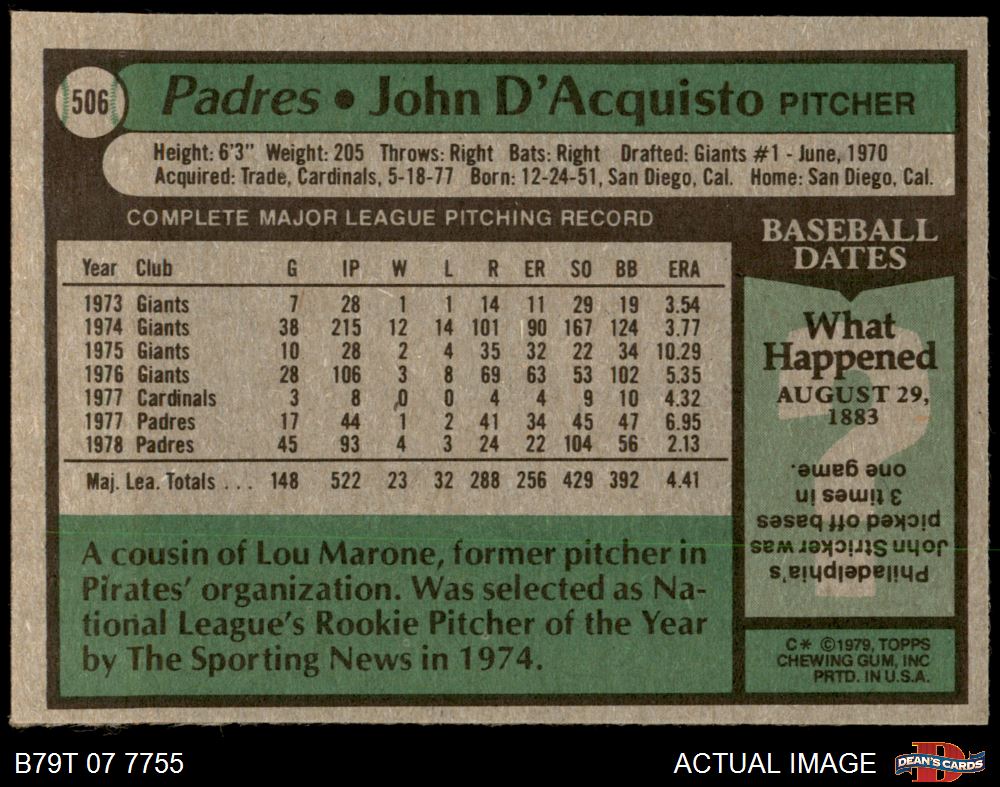 506
Padres • John D'Acquisto PITCHER
Height: 6'3" Weight: 205 Throws: Right Bats: Right Drafted: Giants #1 - June, 1970
Acquired: Trade, Cardinals, 5-18-77 Born: 12-24-51, San Diego, Cal. Home: San Diego, Cal.
COMPLETE MAJOR LEAGUE PITCHING RECORD
Year Club G IP W L R ER SO BB ERA
1973 Giants 7 28 1 1 14 11 29 19 3.54
1974 Giants 38 215 12 14 101 90 167 124 3.77
1975 Giants 10 28 2 4 35 32 22 34 10.29
1976 Giants 28 106 3 8 69 63 53 102 5.35
1977 Cardinals 3 8 0 0 4 4 9 10 4.32
1977 Padres 17 44 1 2 41 34 45 47 6.95
1978 Padres 45 93 4 3 24 22 104 56 2.13
Maj. Lea. Totals . . . 148 522 23 32 288 256 429 392 4.41
A cousin of Lou Marone, former pitcher in
Pirates' organization. Was selected as Na-
tional League's Rookie Pitcher of the Year
by The Sporting News in 1974.
BASEBALL
DATES
What
Happened
AUGUST 29,
1883
?
Philadelphia's
John Stricker was
picked off bases
3 times in
one game.
C* ©1979, TOPPS
CHEWING GUM, INC
PRTD. IN U.S.A.
B79T 07 7755
ACTUAL IMAGE
D
DEAN'S CARDS